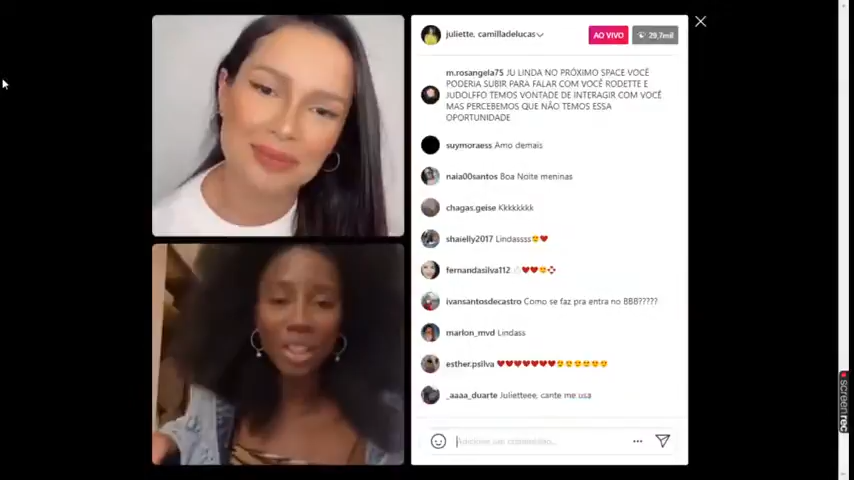 juliette, camilladelucas
AO VIVO
29,7mil
m.rosangela75 JU LINDA NO PRÓXIMO SPACE VOCÊ
PODERIA SUBIR PARA FALAR COM VOCÊ RODETTE E
JUDOLFFO TEMOS VONTADE DE INTERAGIR COM VOCÊ
MAS PERCEBEMOS QUE NÃO TEMOS ESSA
OPORTUNIDADE
suymoraess Amo demais
naia00santos Boa Noite meninas
chagas.geise Kkkkkkkk
shaielly2017 Lindassss😍❤
fernandasilva112
ivansantosdecastro Como se faz pra entra no BBB?????
marlon_mvd Lindass
esther.psilva ❤❤❤❤❤❤❤😍😍😍😍😍😍
_aaaa_duarte Julietteee, cante me usa
Adicione um comentário...
screenrec